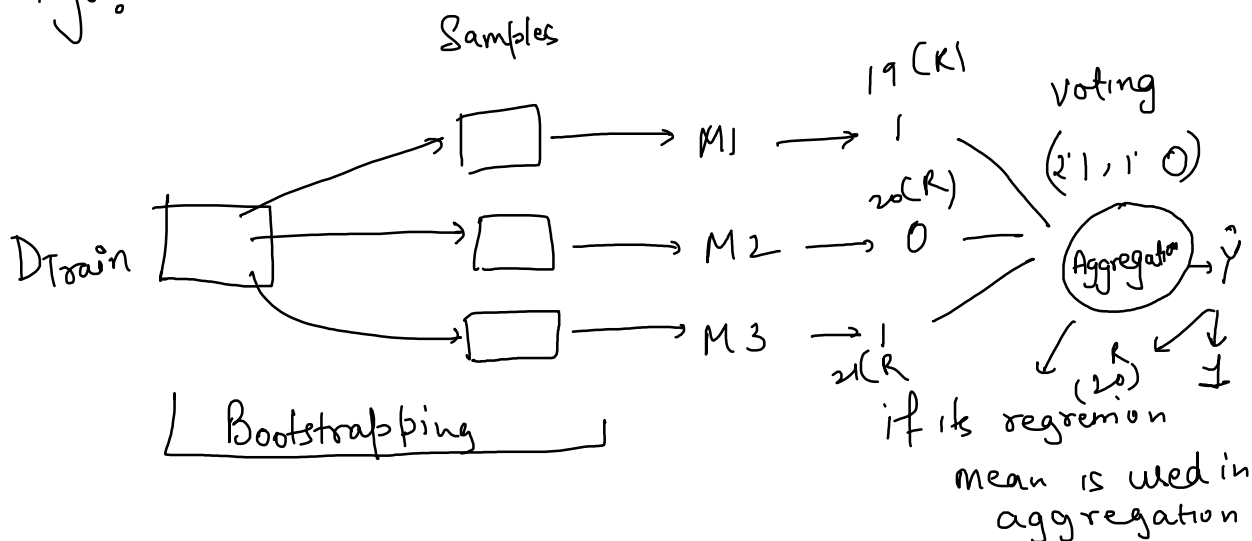 Samples
19 (R)
Voting
M1
1
(2' 1, 1' 0)
20(R)
DTrain
M2
0
Aggregation
Ŷ
M3
1
21(R
R
(20)
1
Bootstrapping
if its regression
mean is used in
aggregation